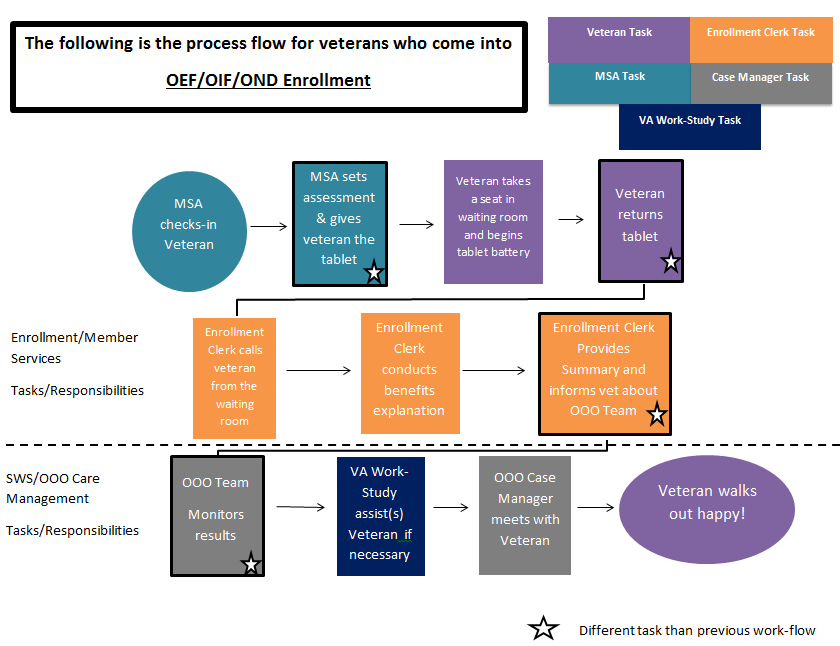 The following is the process flow for veterans who come into
OEF/OIF/OND Enrollment
Veteran Task
Enrollment Clerk Task
MSA Task
Case Manager Task
VA Work-Study Task
MSA
checks-in
Veteran
MSA sets
assessment
& gives
veteran the
tablet
Veteran takes
a seat in
waiting room
and begins
tablet battery
Veteran
returns
tablet
Enrollment/Member
Services
Tasks/Responsibilities
Enrollment
Clerk calls
veteran
from the
waiting
room
Enrollment
Clerk
conducts
benefits
explanation
Enrollment Clerk
Provides
Summary and
informs vet about
OOO Team
SWS/OOO Care
Management
Tasks/Responsibilities
OOO Team
Monitors
results
VA Work-
Study
assist(s)
Veteran if
necessary
OOO Case
Manager
meets with
Veteran
Veteran walks
out happy!
Different task than previous work-flow